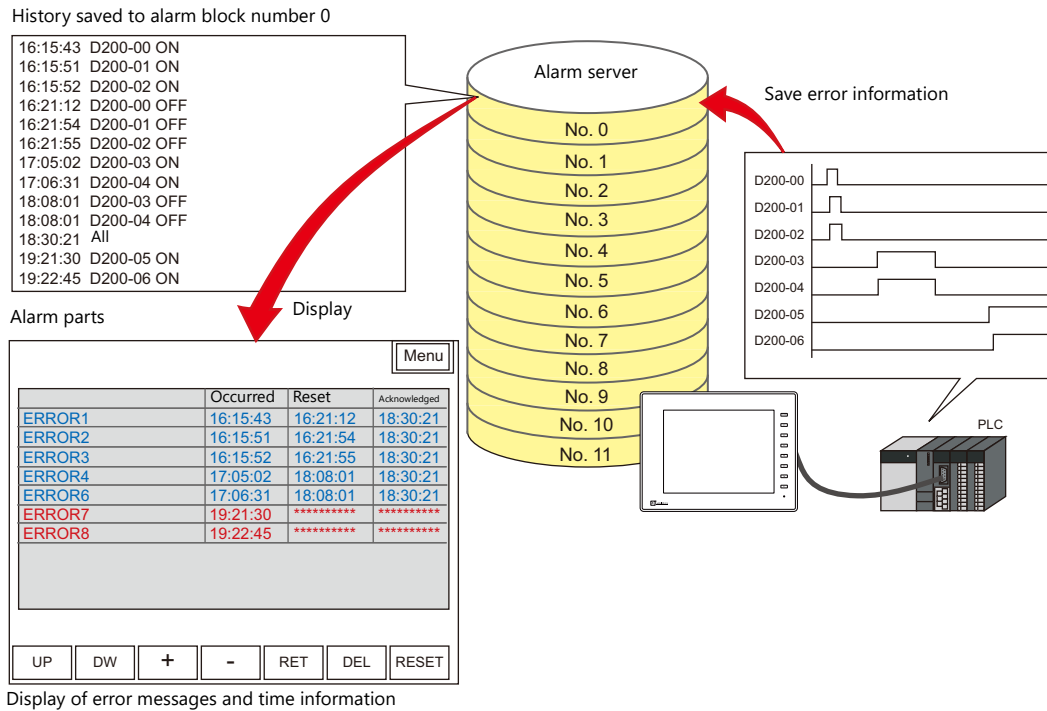 History saved to alarm block number 0
16:15:43 D200-00 ON
16:15:51 D200-01 ON
16:15:52 D200-02 ON
16:21:12 D200-00 OFF
16:21:54 D200-01 OFF
16:21:55 D200-02 OFF
17:05:02 D200-03 ON
17:06:31 D200-04 ON
18:08:01 D200-03 OFF
18:08:01 D200-04 OFF
18:30:21 All
19:21:30 D200-05 ON
19:22:45 D200-06 ON
Alarm server
No. 0
No. 1
No. 2
No. 3
No. 4
No. 5
No. 6
No. 7
No. 8
No. 9
No. 10
No. 11
Save error information
D200-00
D200-01
D200-02
D200-03
D200-04
D200-05
D200-06
PLC
Display
Alarm parts
Menu
Occurred Reset Acknowledged
ERROR1 16:15:43 16:21:12 18:30:21
ERROR2 16:15:51 16:21:54 18:30:21
ERROR3 16:15:52 16:21:55 18:30:21
ERROR4 17:05:02 18:08:01 18:30:21
ERROR6 17:06:31 18:08:01 18:30:21
ERROR7 19:21:30 ********** **********
ERROR8 19:22:45 ********** **********
UP DW + - RET DEL RESET
Display of error messages and time information